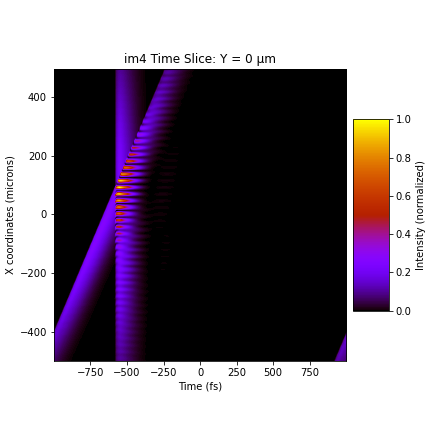 im4 Time Slice: Y = 0 μm
X coordinates (microns)
400
200
0
−200
−400
−750 −500 −250 0 250 500 750
Time (fs)
1.0
0.8
0.6
0.4
0.2
0.0
Intensity (normalized)